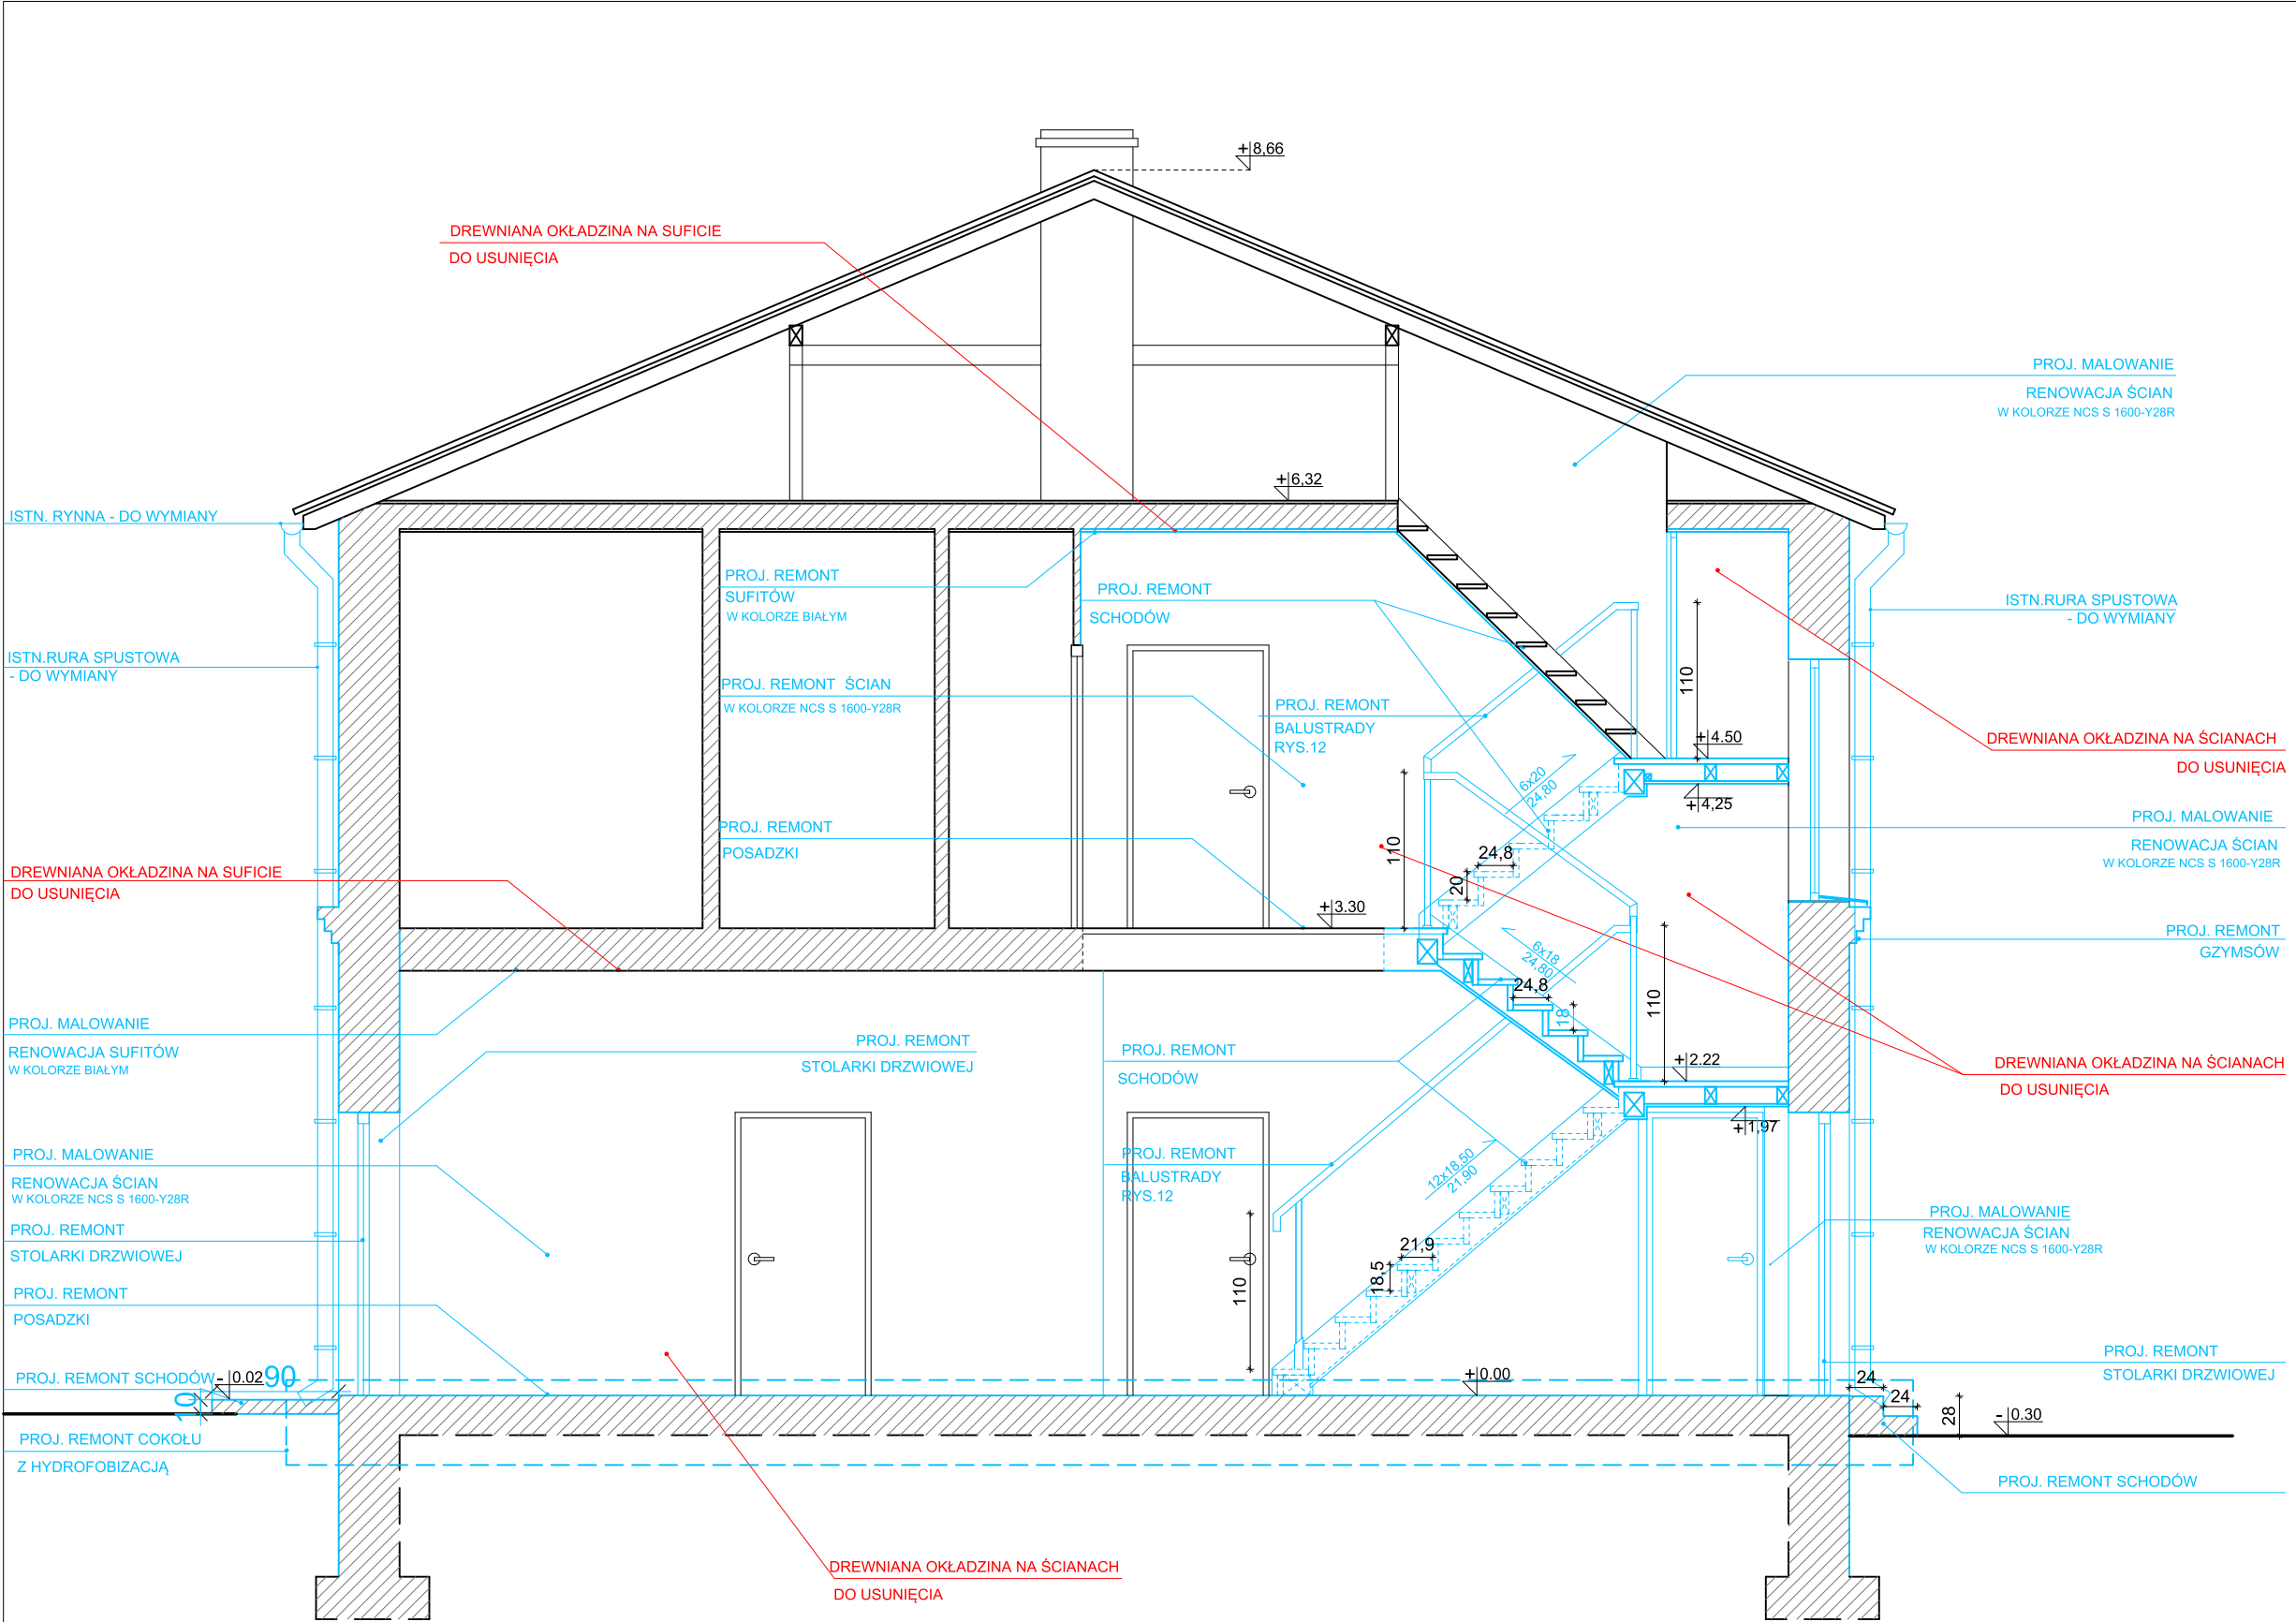 +8,66
DREWNIANA OKŁADZINA NA SUFICIE
DO USUNIĘCIA
PROJ. MALOWANIE
RENOWACJA ŚCIAN
W KOLORZE NCS S 1600-Y28R
+6,32
ISTN. RYNNA - DO WYMIANY
PROJ. REMONT
SUFITÓW
W KOLORZE BIAŁYM
PROJ. REMONT
SCHODÓW
ISTN.RURA SPUSTOWA
- DO WYMIANY
ISTN.RURA SPUSTOWA
- DO WYMIANY
PROJ. REMONT ŚCIAN
W KOLORZE NCS S 1600-Y28R
PROJ. REMONT
BALUSTRADY
RYS.12
110
+4.50
DREWNIANA OKŁADZINA NA ŚCIANACH
DO USUNIĘCIA
6x20
24,80
+4,25
PROJ. REMONT
POSADZKI
110
24,8
20
PROJ. MALOWANIE
RENOWACJA ŚCIAN
W KOLORZE NCS S 1600-Y28R
DREWNIANA OKŁADZINA NA SUFICIE
DO USUNIĘCIA
+3.30
PROJ. REMONT
GZYMSÓW
6x18
24,80
24,8
18
110
PROJ. MALOWANIE
RENOWACJA SUFITÓW
W KOLORZE BIAŁYM
PROJ. REMONT
STOLARKI DRZWIOWEJ
PROJ. REMONT
SCHODÓW
+2.22
DREWNIANA OKŁADZINA NA ŚCIANACH
DO USUNIĘCIA
+1,97
PROJ. MALOWANIE
RENOWACJA ŚCIAN
W KOLORZE NCS S 1600-Y28R
PROJ. REMONT
BALUSTRADY
RYS.12
12x18,50
21,90
PROJ. REMONT
STOLARKI DRZWIOWEJ
PROJ. MALOWANIE
RENOWACJA ŚCIAN
W KOLORZE NCS S 1600-Y28R
21,9
18,5
110
PROJ. REMONT
POSADZKI
PROJ. REMONT
STOLARKI DRZWIOWEJ
PROJ. REMONT SCHODÓW
-0.02
90
10
+0.00
24
24
28
-0.30
PROJ. REMONT COKOŁU
Z HYDROFOBIZACJĄ
PROJ. REMONT SCHODÓW
DREWNIANA OKŁADZINA NA ŚCIANACH
DO USUNIĘCIA